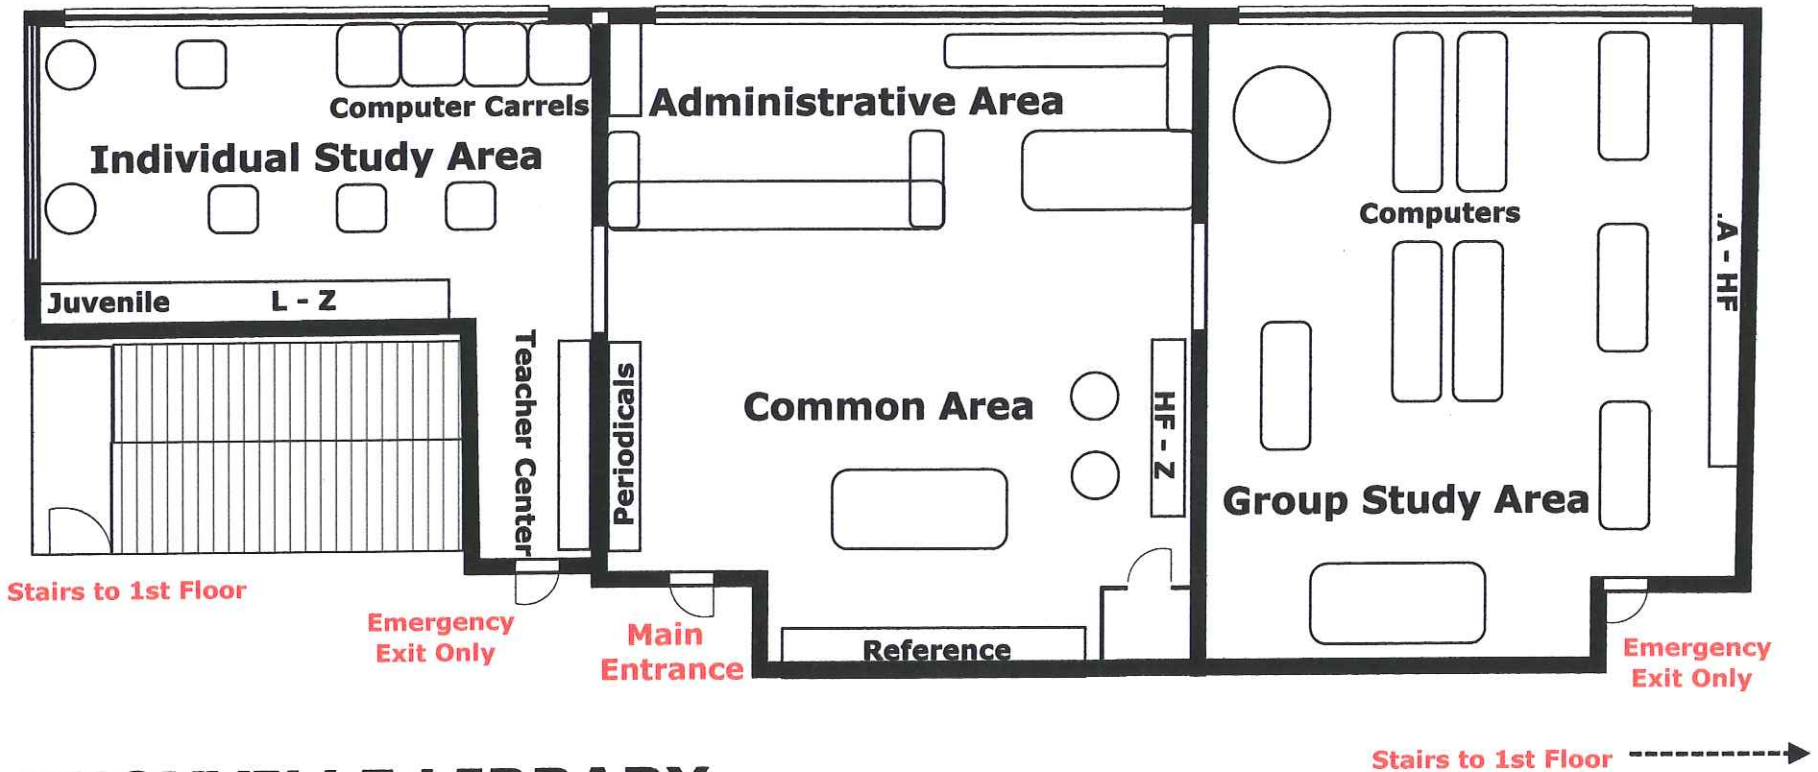 Computer Carrels
Individual Study Area
Juvenile L - Z
Teacher Center
Administrative Area
Periodicals
Common Area
HF - Z
Reference
Computers
.A - HF
Group Study Area
Stairs to 1st Floor
Emergency
Exit Only
Main
Entrance
Emergency
Exit Only
Stairs to 1st Floor
LIBRARY